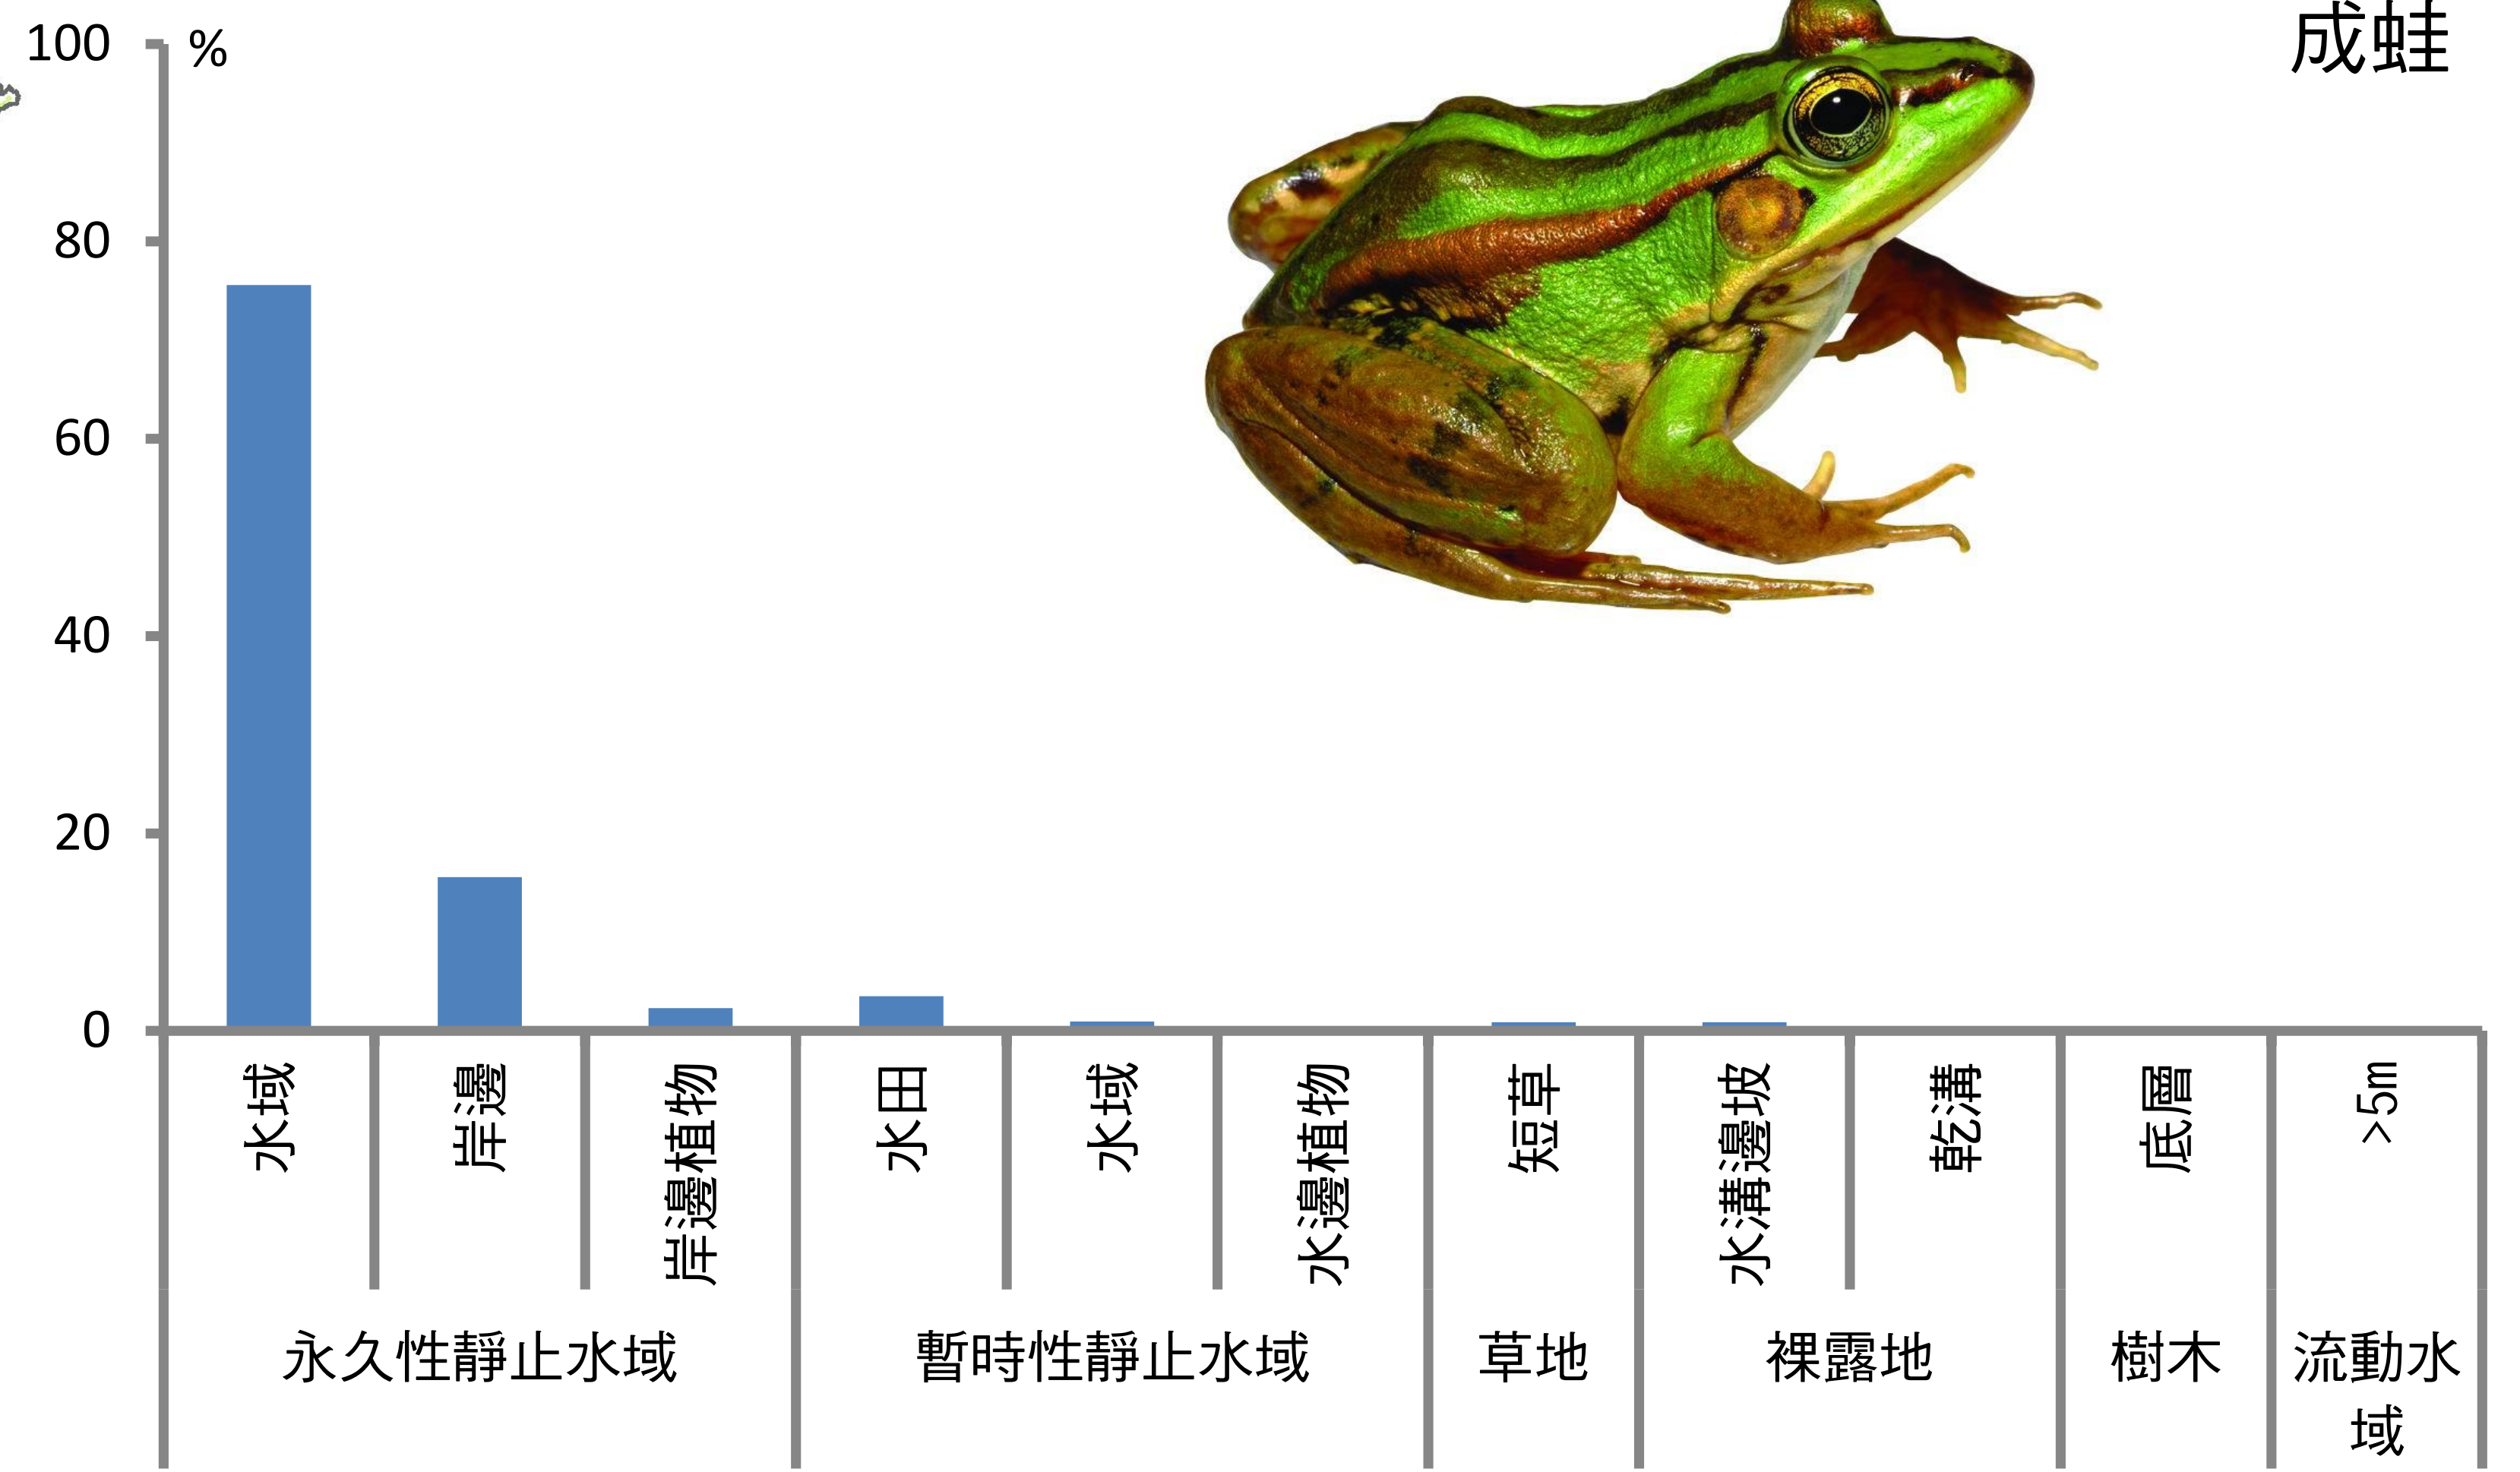 成蛙
%
100
80
60
40
20
0
水域
岸邊
岸邊植物
水田
水域
水邊植物
短草
水溝邊坡
乾溝
底層
>5m
永久性靜止水域
暫時性靜止水域
草地
裸露地
樹木
流動水
域